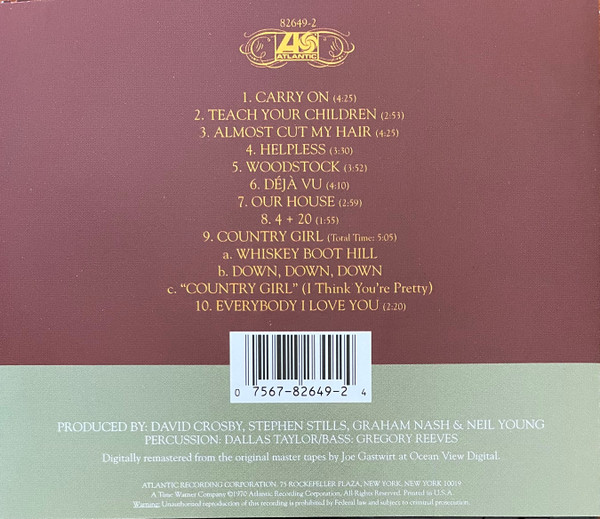 82649-2
ATLANTIC
1. CARRY ON (4:25)
2. TEACH YOUR CHILDREN (2:53)
3. ALMOST CUT MY HAIR (4:25)
4. HELPLESS (3:30)
5. WOODSTOCK (3:52)
6. DÉJÀ VU (4:10)
7. OUR HOUSE (2:59)
8. 4 + 20 (1:55)
9. COUNTRY GIRL (Total Time: 5:05)
a. WHISKEY BOOT HILL
b. DOWN, DOWN, DOWN
c. “COUNTRY GIRL” (I Think You're Pretty)
10. EVERYBODY I LOVE YOU (2:20)
0 7567-82649-2 4
PRODUCED BY: DAVID CROSBY, STEPHEN STILLS, GRAHAM NASH & NEIL YOUNG
PERCUSSION: DALLAS TAYLOR/BASS: GREGORY REEVES
Digitally remastered from the original master tapes by Joe Gastwirt at Ocean View Digital.
ATLANTIC RECORDING CORPORATION. 75 ROCKEFELLER PLAZA, NEW YORK, NEW YORK 10019
A Time Warner Company ©1970 Atlantic Recording Corporation, All Rights Reserved. Printed in U.S.A.
Warning: Unauthorized reproduction of this recording is prohibited by Federal law and subject to criminal prosecution.